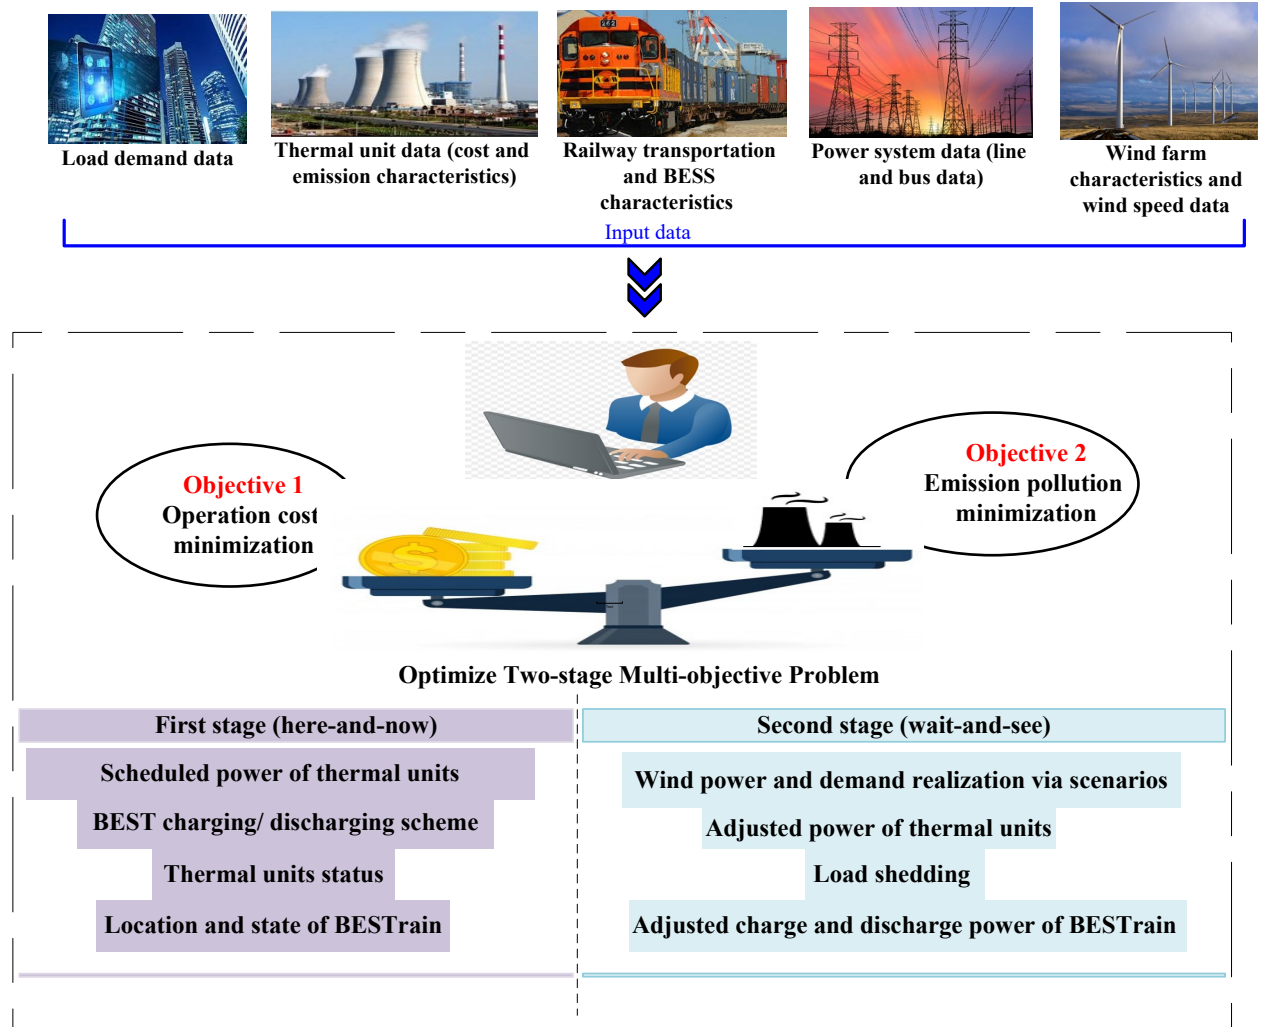 Load demand data
Thermal unit data (cost and
emission characteristics)
Railway transportation
and BESS
characteristics
Power system data (line
and bus data)
Wind farm
characteristics and
wind speed data
Input data
Objective 1
Operation cost
minimization
Objective 2
Emission pollution
minimization
Optimize Two-stage Multi-objective Problem
First stage (here-and-now)
Scheduled power of thermal units
BEST charging/ discharging scheme
Thermal units status
Location and state of BESTrain
Second stage (wait-and-see)
Wind power and demand realization via scenarios
Adjusted power of thermal units
Load shedding
Adjusted charge and discharge power of BESTrain